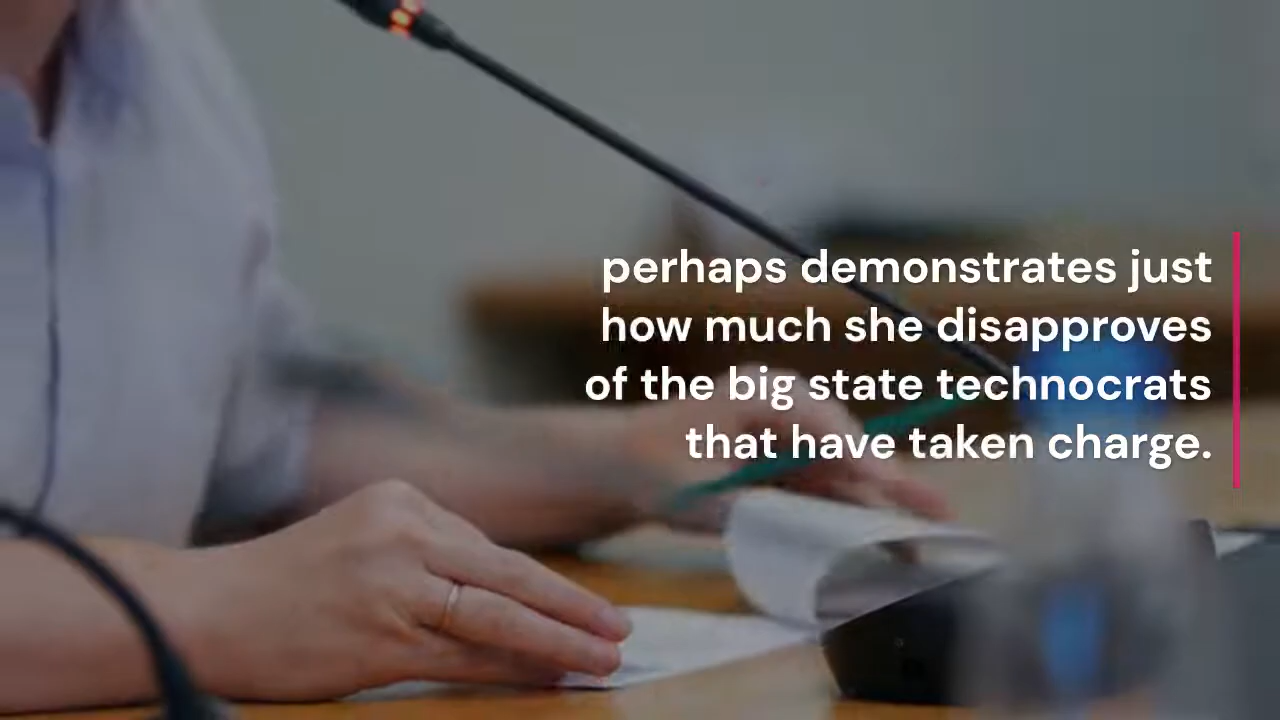 perhaps demonstrates just
how much she disapproves
of the big state technocrats
that have taken charge.